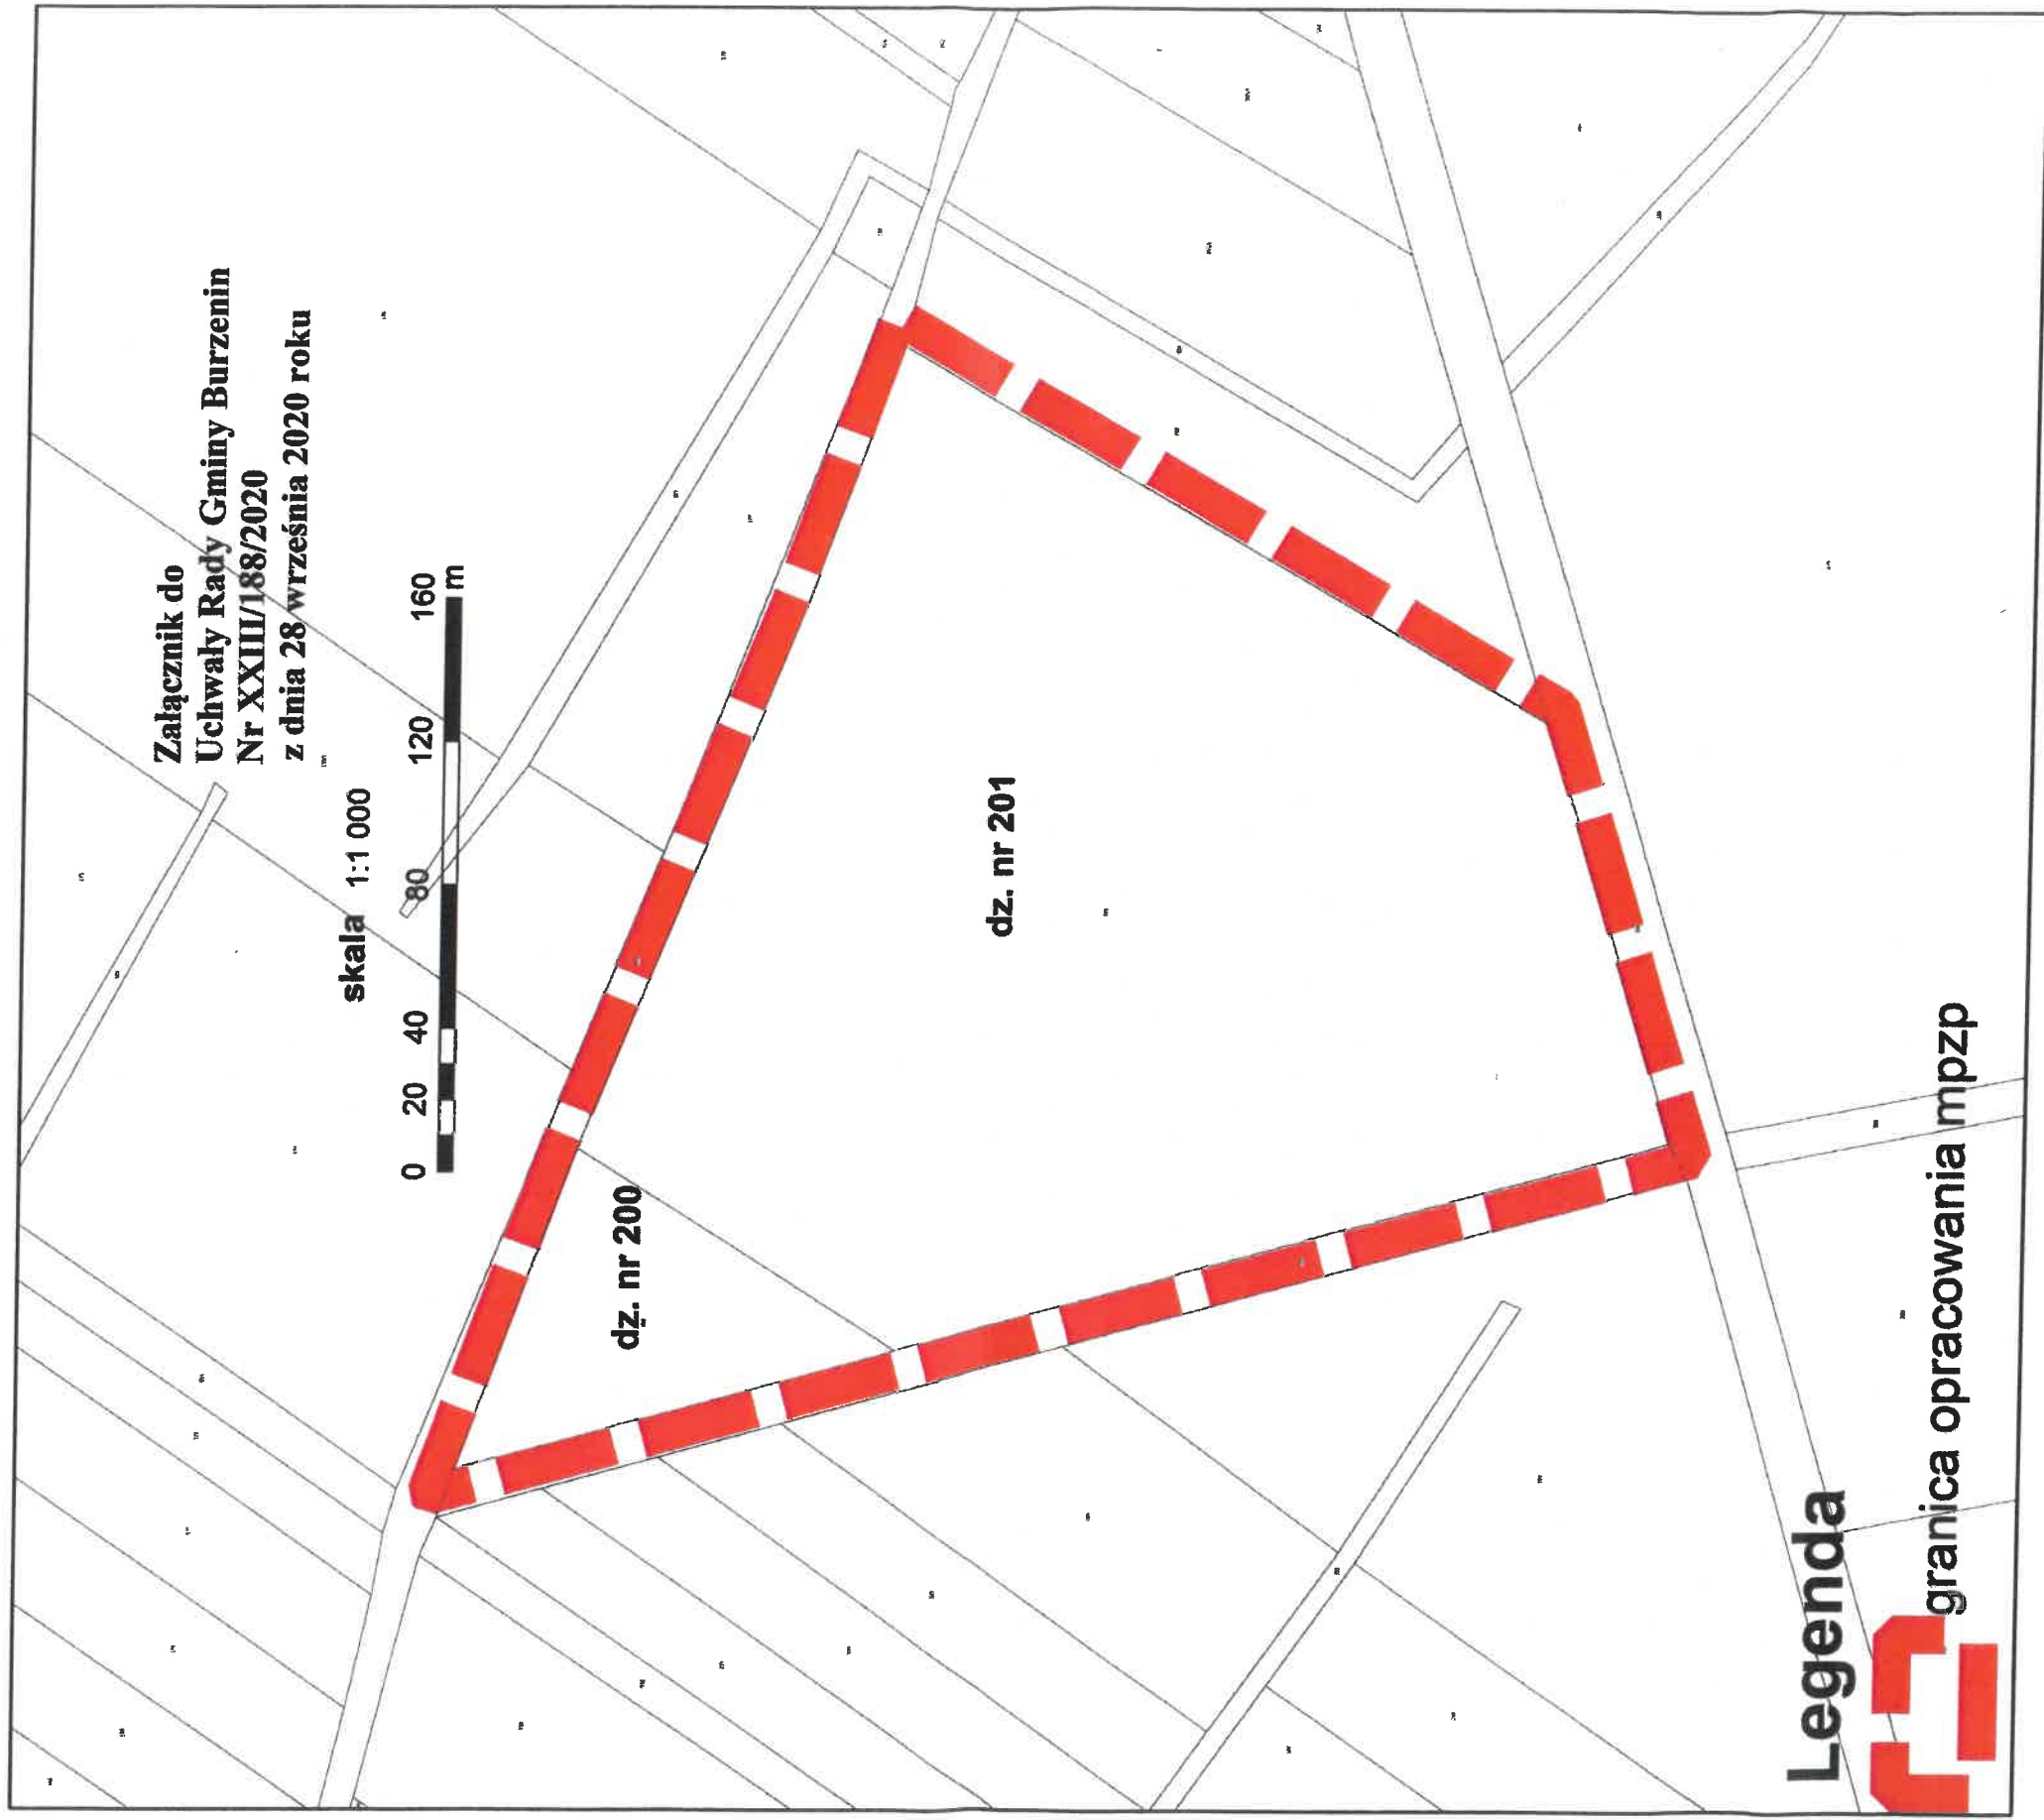 Załącznik do
Uchwały Rady Gminy Burzenin
Nr XXIII/188/2020
z dnia 28 września 2020 roku
skala 1:1 000
0 20 40 80 120 160
m
dz. nr 200
dz. nr 201
Legenda
granica opracowania mpzp